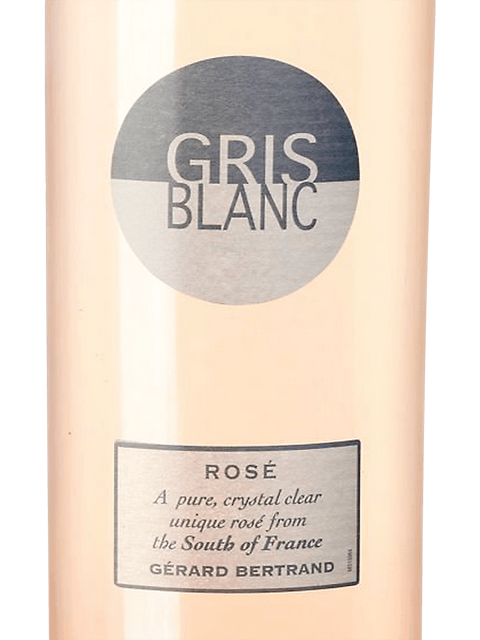 GRIS
BLANC
ROSÉ
A pure, crystal clear
unique rosé from
the South of France
GÉRARD BERTRAND